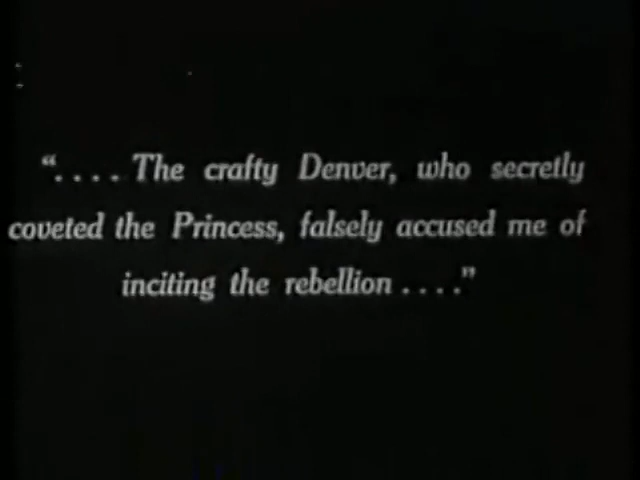 “. . . . The crafty Denver, who secretly
coveted the Princess, falsely accused me of
inciting the rebellion . . . .”